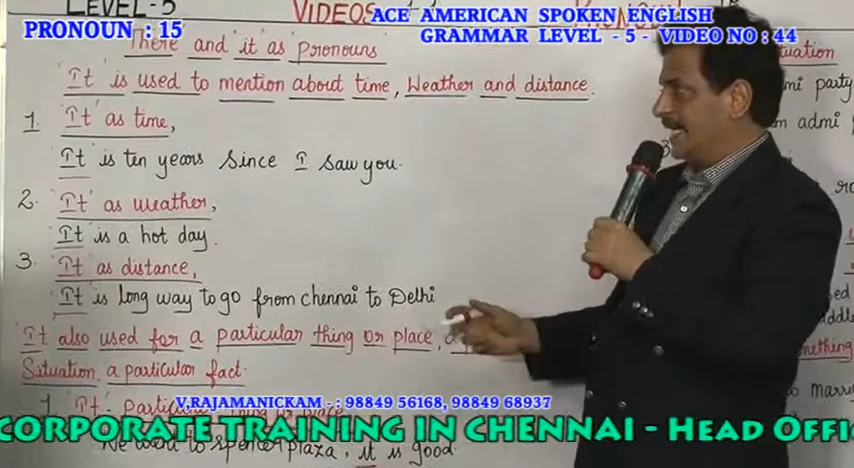 LEVEL-5 VIDEOS
ACE AMERICAN SPOKEN ENGLISH
PRONOUN : 15
GRAMMAR LEVEL - 5 - VIDEO NO : 44
There and 'it' as pronouns
'It' is used to mention about time, Weather and distance.
1. 'It' as time,
It is ten years since I saw you.
2. 'It' as weather,
It is a hot day.
3. 'It' as distance,
It is long way to go from chennai to Delhi
It also used for a particular thing or place,
Situation, a particular fact.
1. 'It' - particular thing or place
V.RAJAMANICKAM - : 98849 56168, 98849 68937
CORPORATE TRAINING IN CHENNAI - HEAD OFFIC
We went to spencer plaza, it is good.
tuation
party
admi
mething
marri